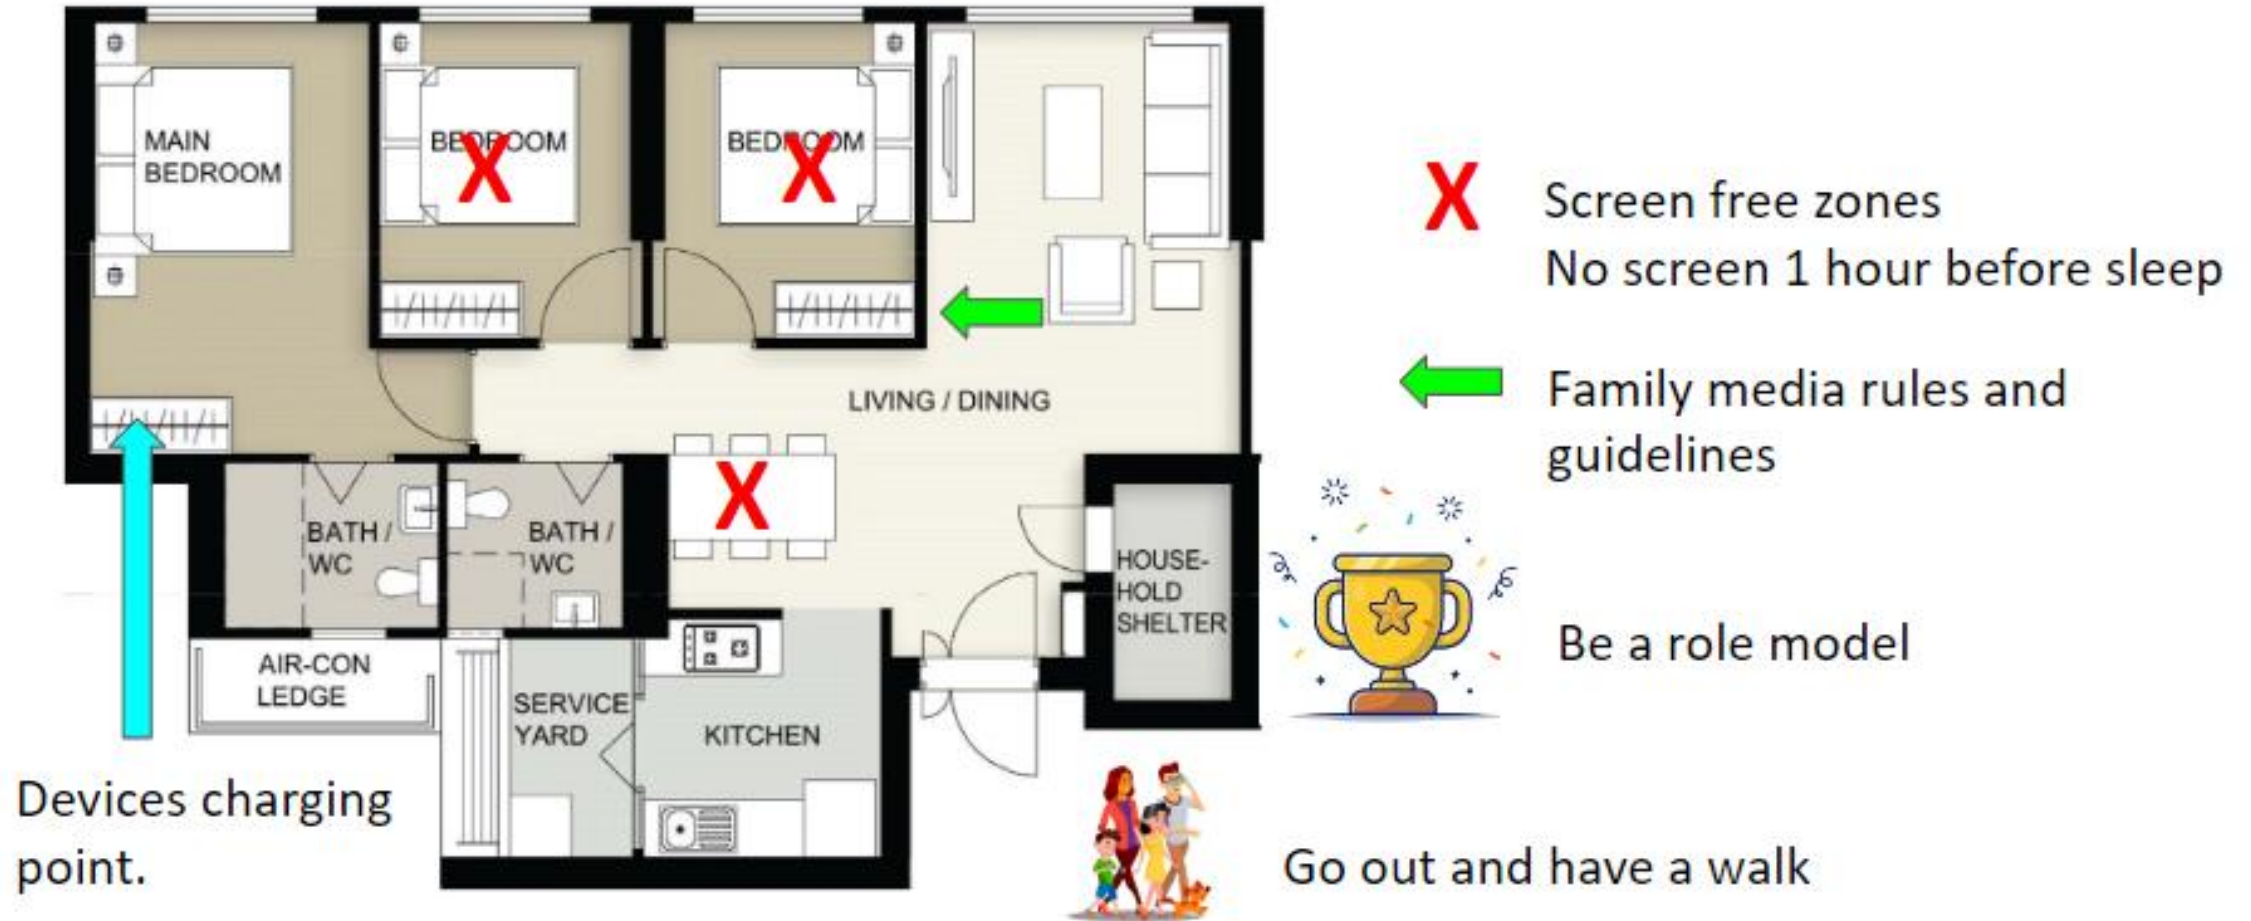 MAIN
BEDROOM
BEDROOM
BEDROOM
X
X
LIVING / DINING
X
BATH /
WC
BATH /
WC
HOUSE-
HOLD
SHELTER
AIR-CON
LEDGE
SERVICE
YARD
KITCHEN
Devices charging
point.
X
Screen free zones
No screen 1 hour before sleep
Family media rules and
guidelines
Be a role model
Go out and have a walk